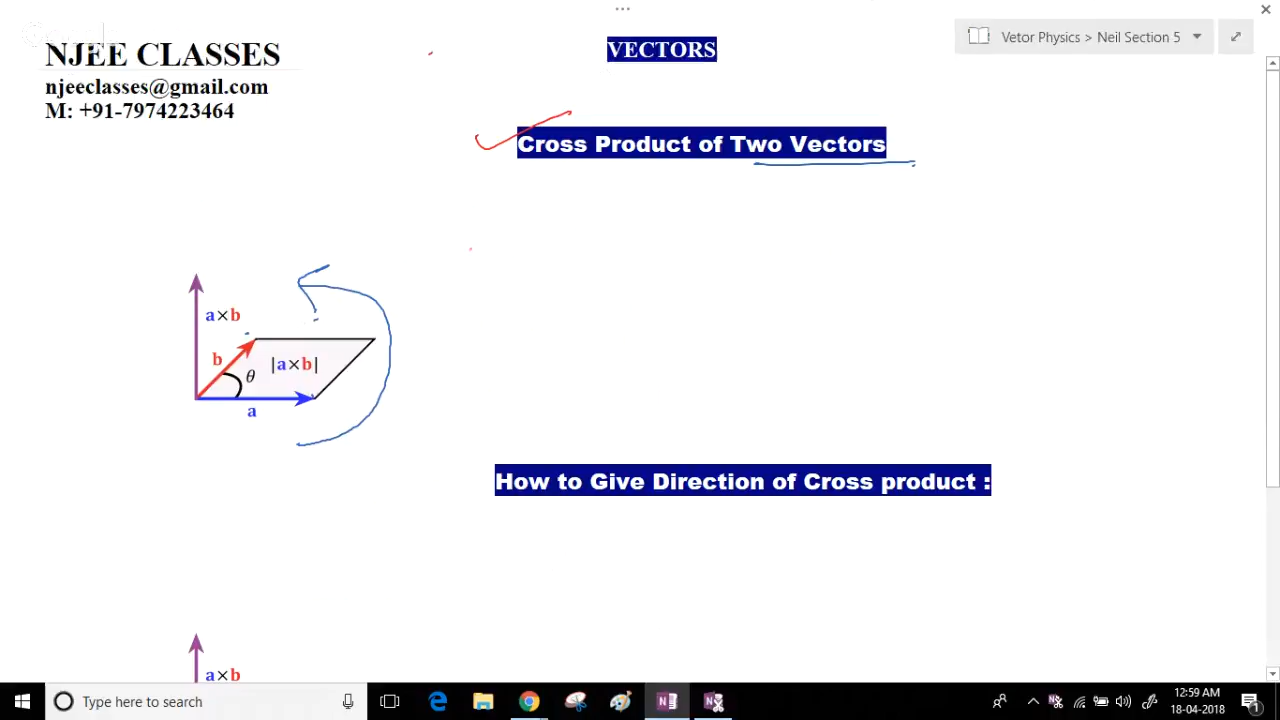 NJEE CLASSES
njeeclasses@gmail.com
M: +91-7974223464
VECTORS
Vetor Physics > Neil Section 5
Cross Product of Two Vectors
a×b
b
θ
|a×b|
a
How to Give Direction of Cross product :
a×b
Type here to search
12:59 AM
18-04-2018
1